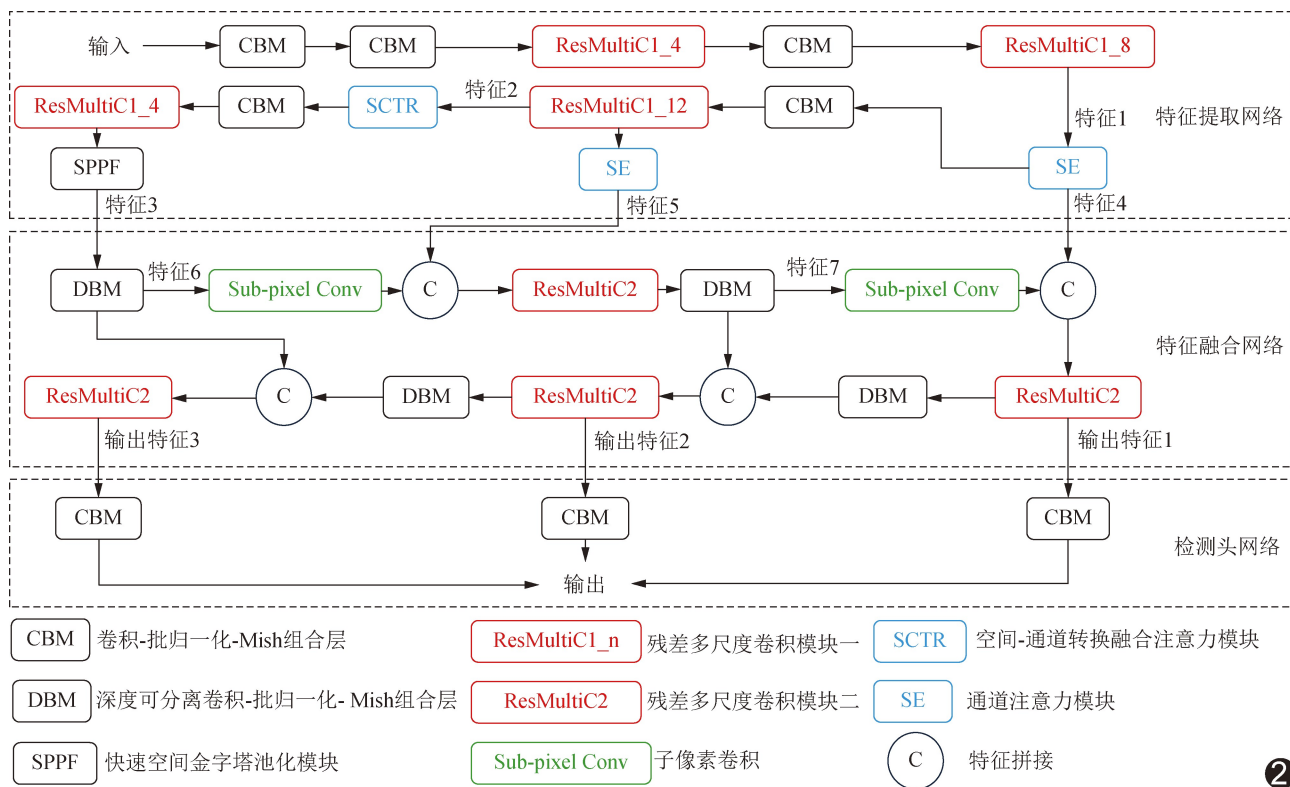 输入 CBM CBM ResMultiC1_4 CBM ResMultiC1_8
ResMultiC1_4 CBM SCTR 特征2 ResMultiC1_12 CBM 特征1 特征提取网络
SPPF SE SE
特征3 特征5 特征4
DBM 特征6 Sub-pixel Conv C ResMultiC2 DBM 特征7 Sub-pixel Conv C
特征融合网络
ResMultiC2 C DBM ResMultiC2 C DBM ResMultiC2
输出特征3 输出特征2 输出特征1
CBM CBM CBM
检测头网络
输出
CBM 卷积-批归一化-Mish组合层 ResMultiC1_n 残差多尺度卷积模块一 SCTR 空间-通道转换融合注意力模块
DBM 深度可分离卷积-批归一化- Mish组合层 ResMultiC2 残差多尺度卷积模块二 SE 通道注意力模块
SPPF 快速空间金字塔池化模块 Sub-pixel Conv 子像素卷积 C 特征拼接
2